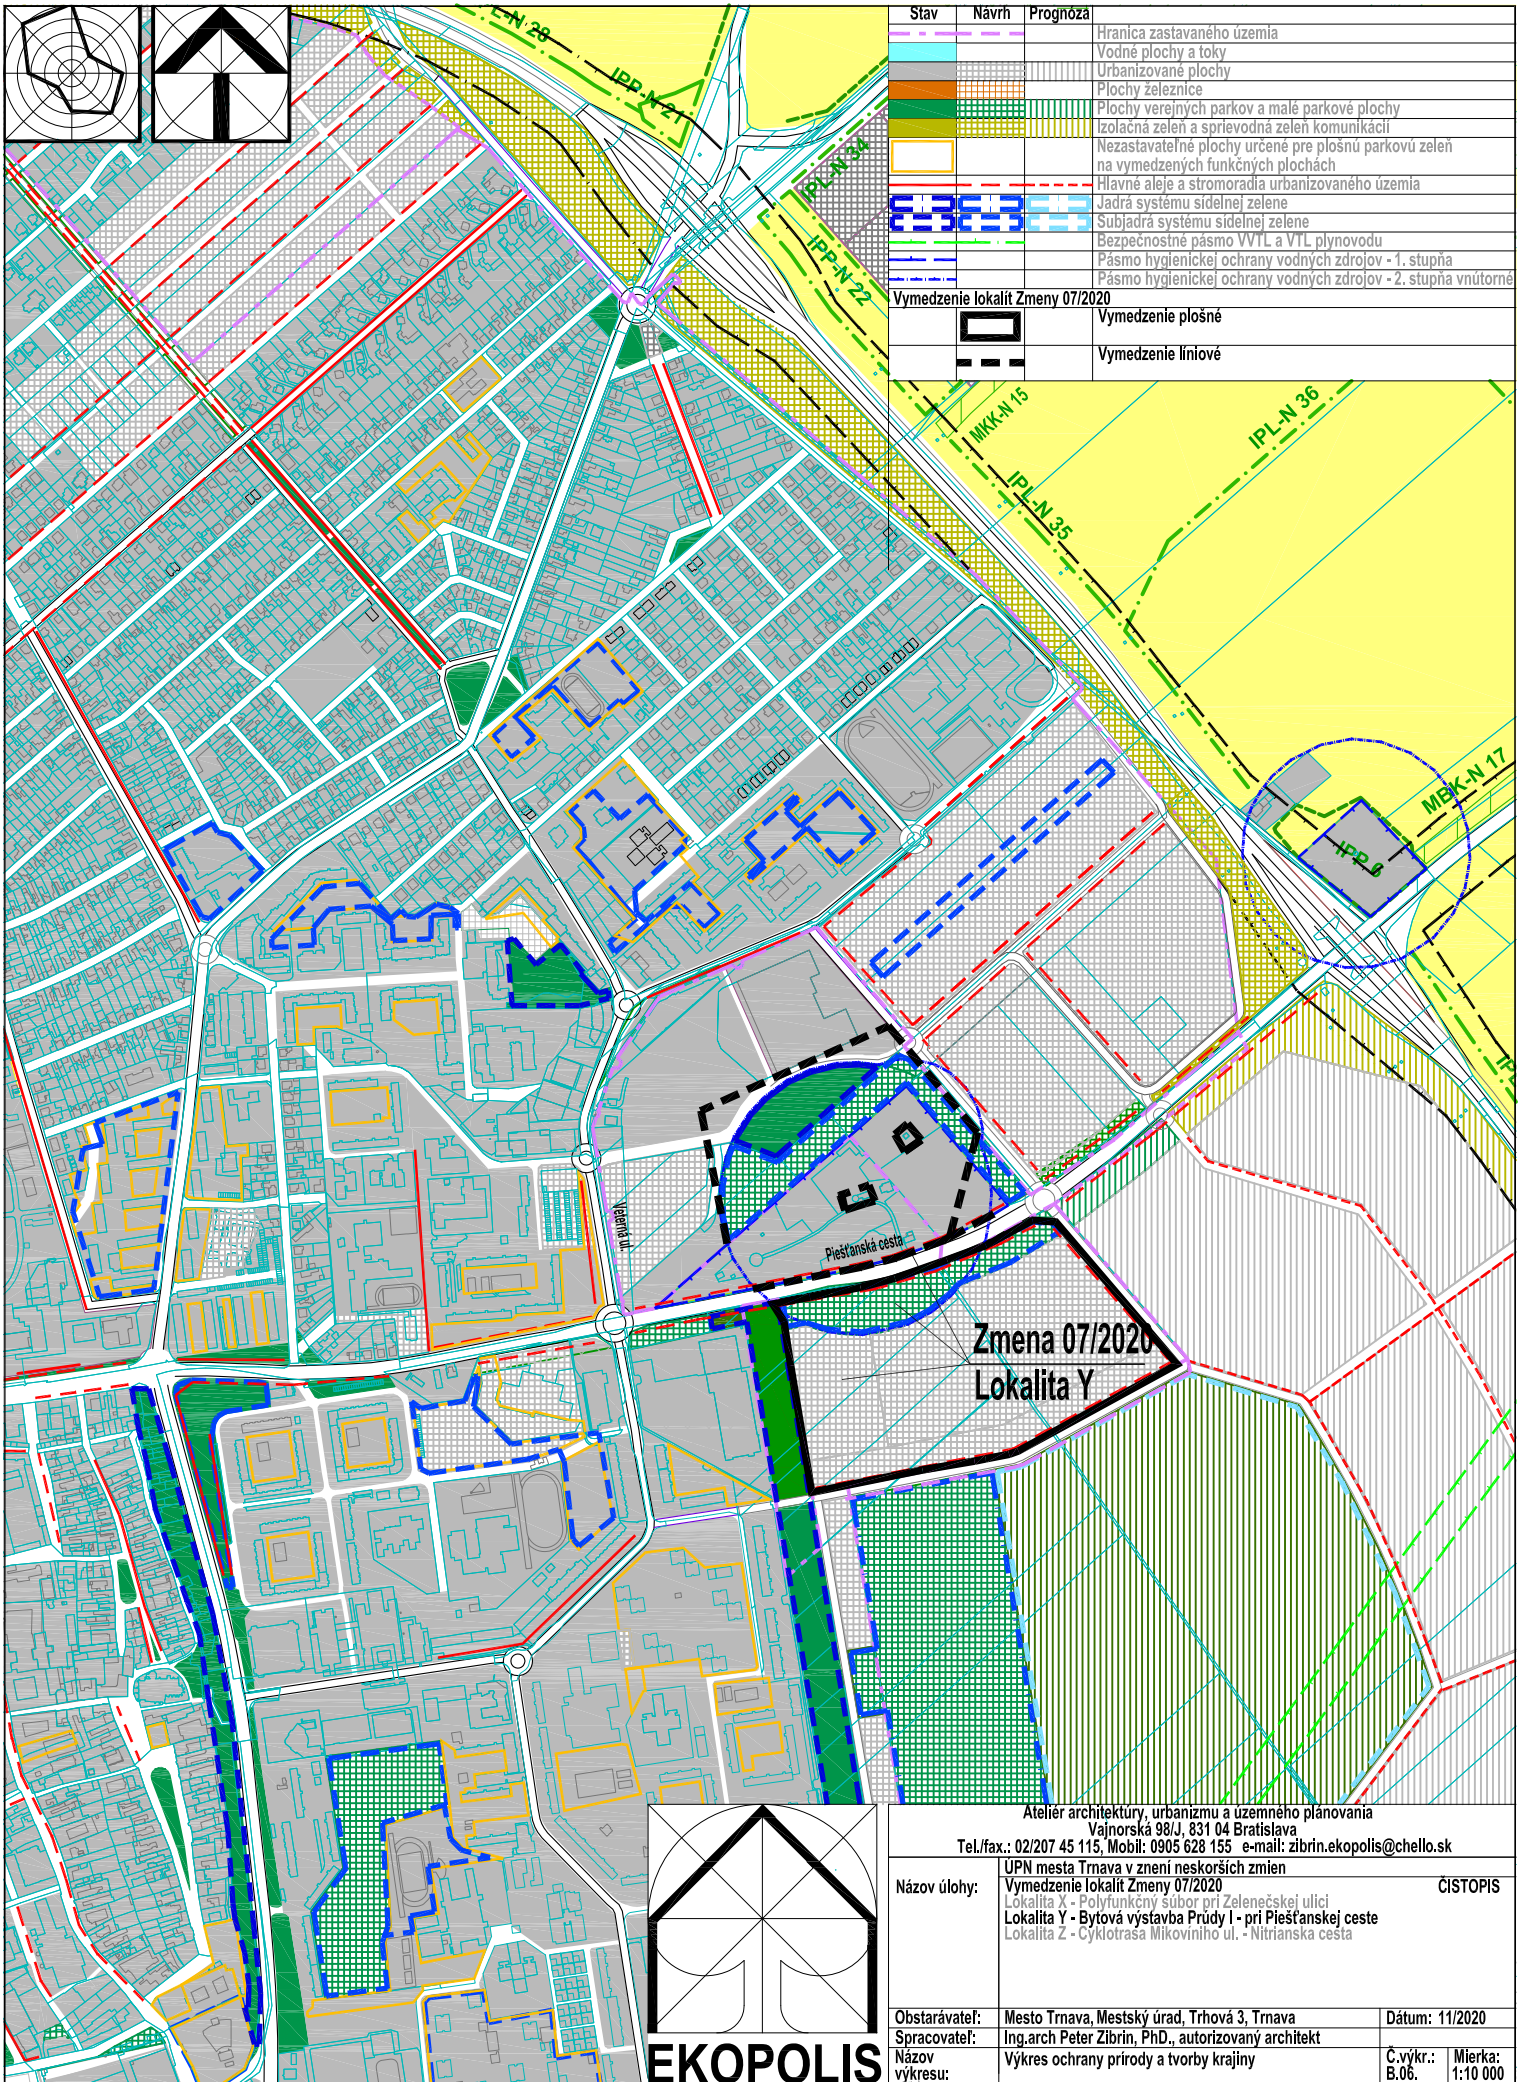 Stav Návrh Prognóza
Hranica zastavaného územia
Vodné plochy a toky
Urbanizované plochy
Plochy železnice
Plochy verejných parkov a malé parkové plochy
Izolačná zeleň a sprievodná zeleň komunikácií
Nezastavateľné plochy určené pre plošnú parkovú zeleň
na vymedzených funkčných plochách
Hlavné aleje a stromoradia urbanizovaného územia
Jadrá systému sídelnej zelene
Subjadrá systému sídelnej zelene
Bezpečnostné pásmo VVTL a VTL plynovodu
Pásmo hygienickej ochrany vodných zdrojov - 1. stupňa
Pásmo hygienickej ochrany vodných zdrojov - 2. stupňa vnútorné
Vymedzenie lokalít Zmeny 07/2020
Vymedzenie plošné
Vymedzenie líniové
IPP-N 21
IPL-N 34
IPP-N 22
MKK-N 15
IPL-N 36
IPL-N 35
MBK-N 17
IPP 6
Veterná ul.
Piešťanská cesta
Zmena 07/2020
Lokalita Y
Ateliér architektúry, urbanizmu a územného plánovania
Vajnorská 98/J, 831 04 Bratislava
Tel./fax.: 02/207 45 115, Mobil: 0905 628 155 e-mail: zibrin.ekopolis@chello.sk
Názov úlohy:
ÚPN mesta Trnava v znení neskorších zmien
Vymedzenie lokalít Zmeny 07/2020 ČISTOPIS
Lokalita X - Polyfunkčný súbor pri Zelenečskej ulici
Lokalita Y - Bytová výstavba Prúdy I - pri Piešťanskej ceste
Lokalita Z - Cyklotrasa Mikovíniho ul. - Nitrianska cesta
Obstarávateľ: Mesto Trnava, Mestský úrad, Trhová 3, Trnava Dátum: 11/2020
Spracovateľ: Ing.arch Peter Zibrin, PhD., autorizovaný architekt
Názov výkresu: Výkres ochrany prírody a tvorby krajiny
Č.výkr.: B.06.
Mierka: 1:10 000
EKOPOLIS